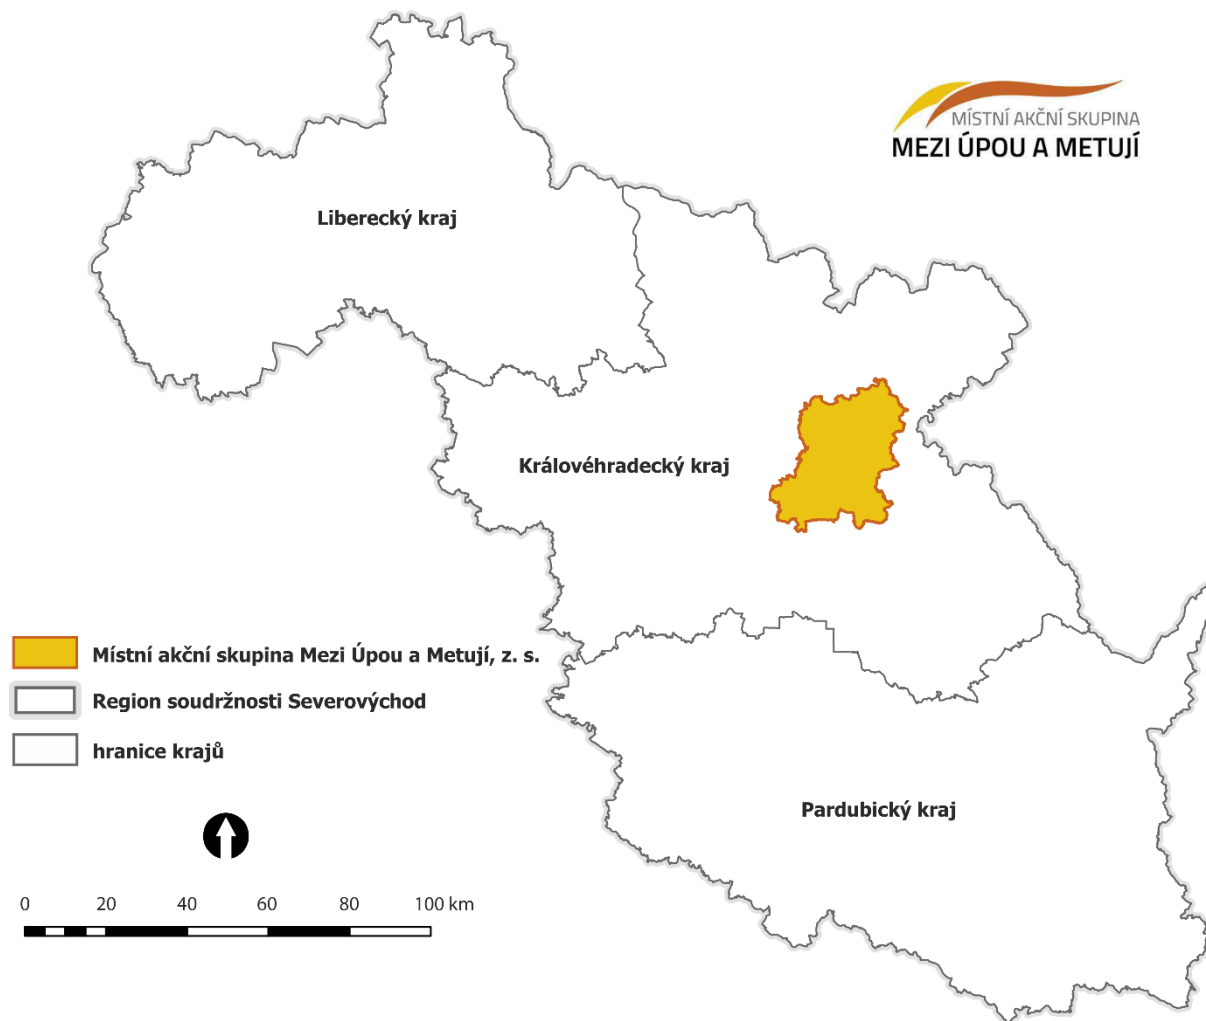 MÍSTNÍ AKČNÍ SKUPINA
MEZI ÚPOU A METUJÍ
Liberecký kraj
Královéhradecký kraj
Místní akční skupina Mezi Úpou a Metují, z. s.
Region soudržnosti Severovýchod
hranice krajů
Pardubický kraj
0 20 40 60 80 100 km